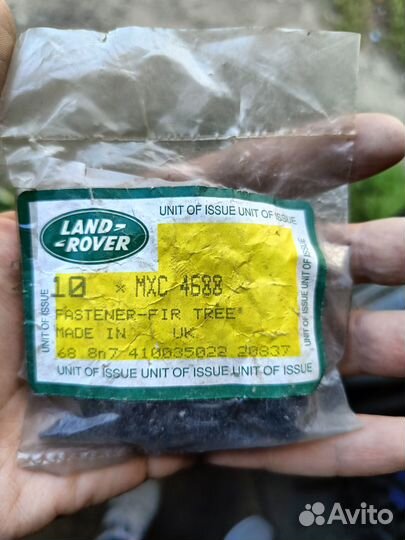 UNIT OF ISSUE UNIT OF ISSUE
LAND-
-ROVER
UNIT OF ISSUE
10 × MXC 4688
FASTENER-FIR TREE
MADE IN UK
68 8n7 410035022 20837
UNIT OF ISSUE UNIT OF ISSUE UNIT OF ISSUE
UNIT OF ISSUE
Avito